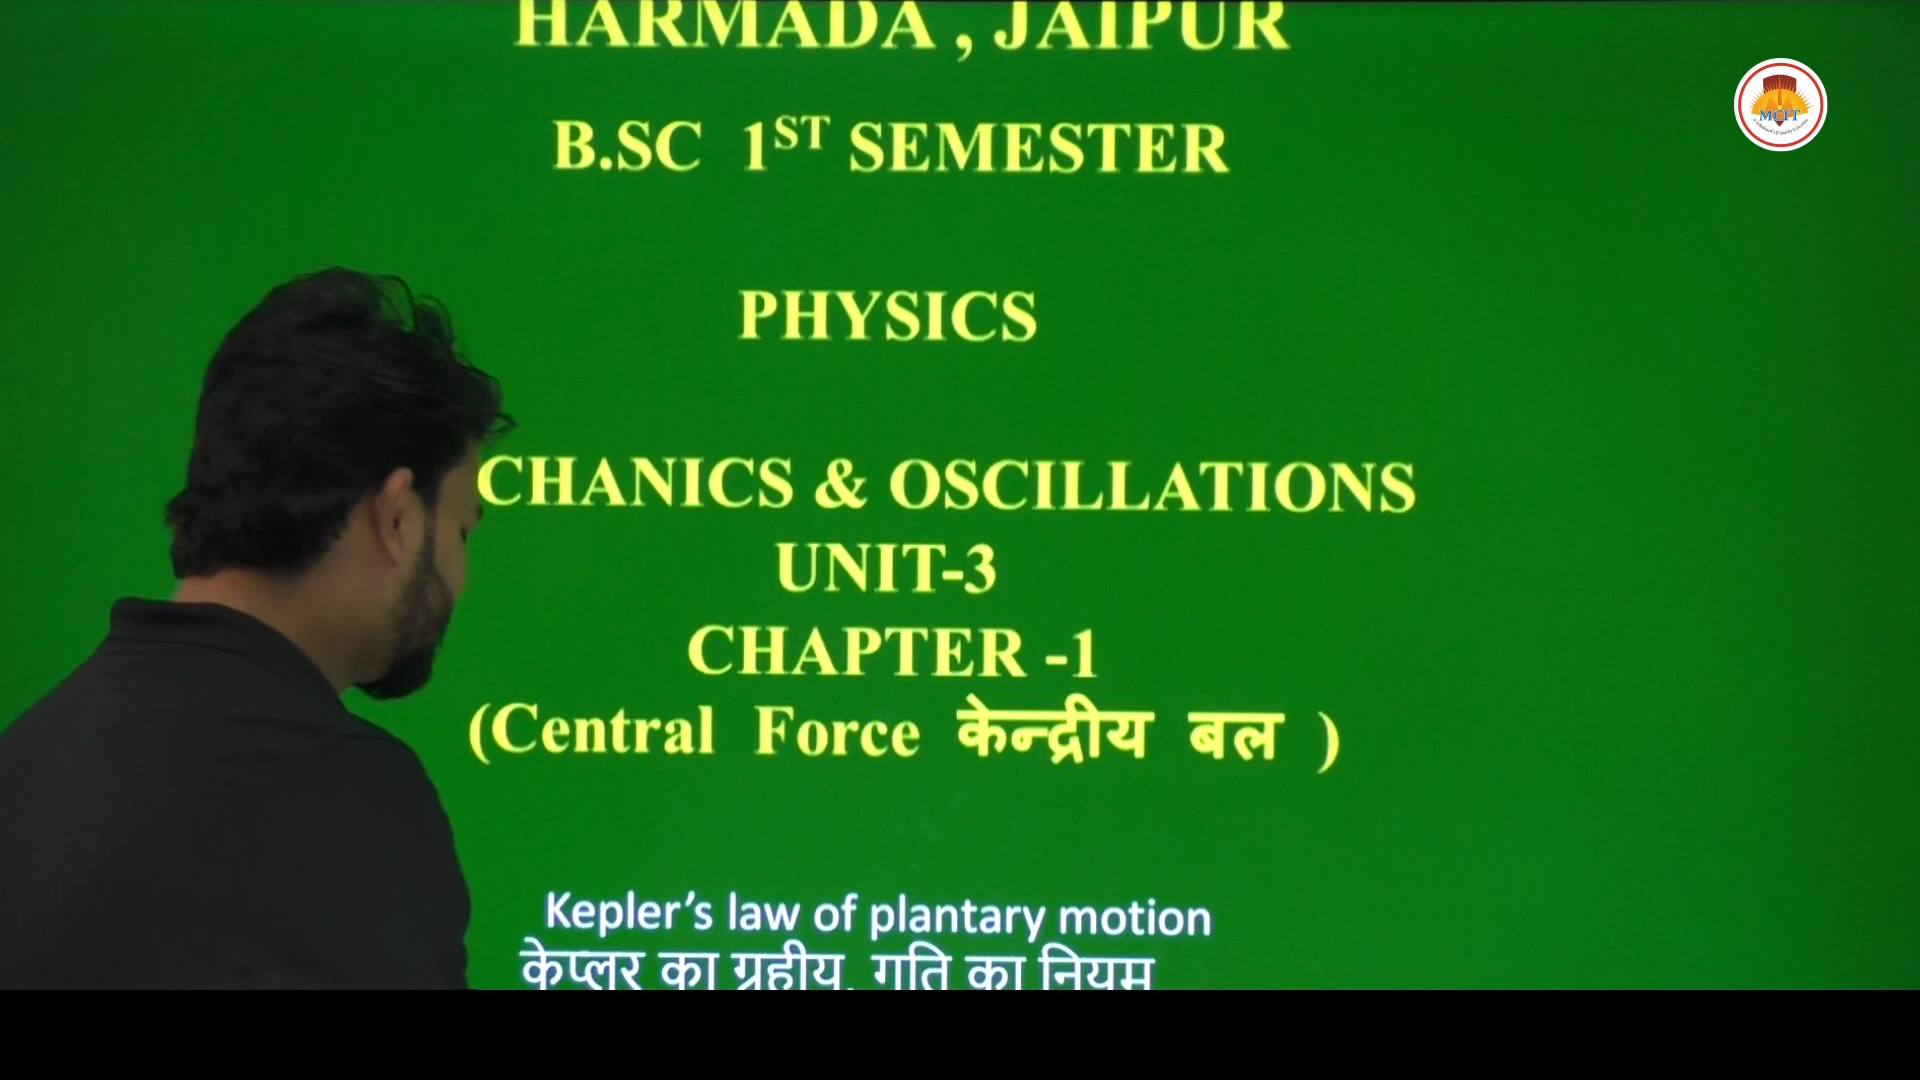 HARMADA , JAIPUR
MCIT
B.SC 1ST SEMESTER
PHYSICS
CHANICS & OSCILLATIONS
UNIT-3
CHAPTER -1
(Central Force केन्द्रीय बल )
Kepler’s law of plantary motion
केप्लर का ग्रहीय. गति का नियम